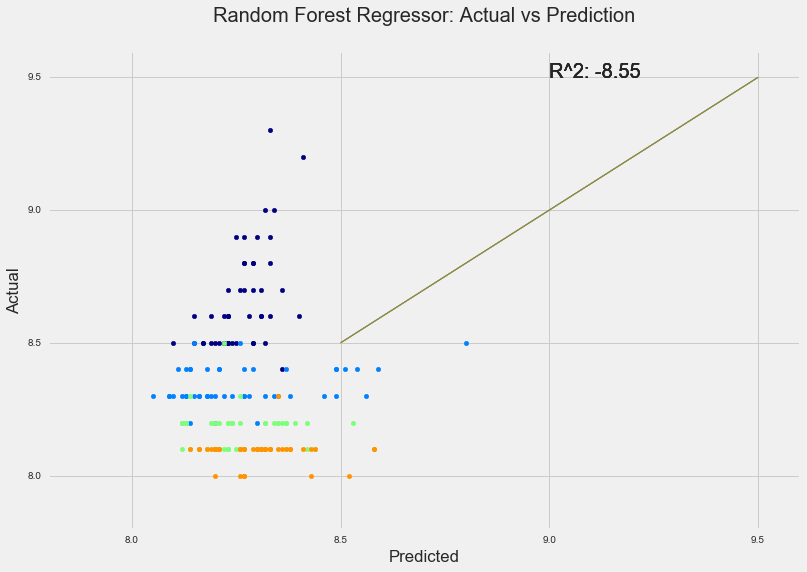 Random Forest Regressor: Actual vs Prediction
R^2: -8.55
9.5
9.0
8.5
8.0
Actual
8.0 8.5 9.0 9.5
Predicted